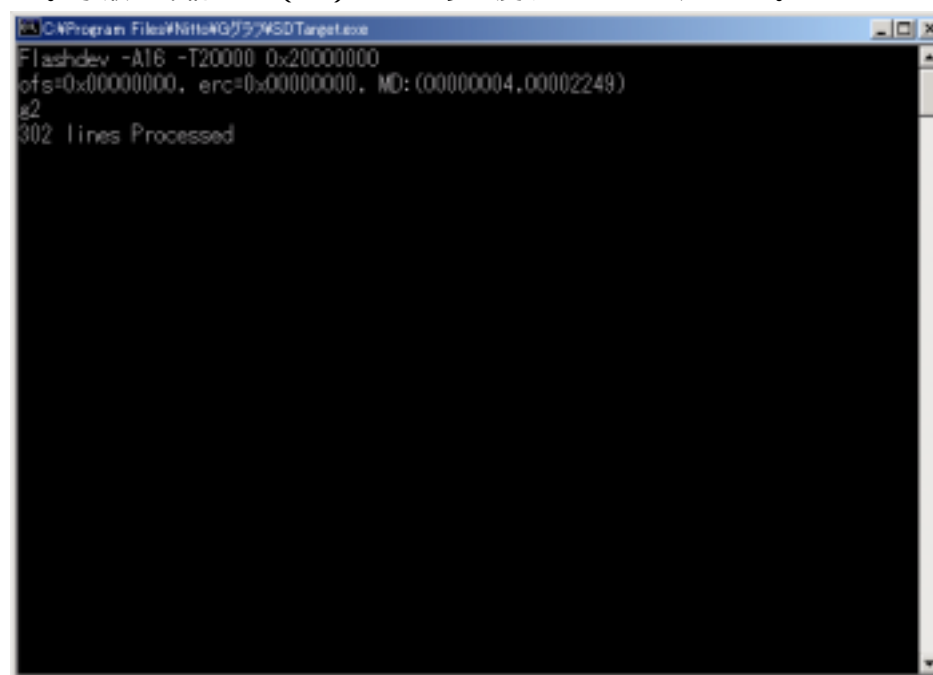 C:¥Program Files¥Nitto¥Gグラフ¥SDTarget.exe
Flashdev -A16 -T20000 0x20000000
ofs=0x00000000, erc=0x00000000, MD:(00000004,00002249)
g2
302 lines Processed